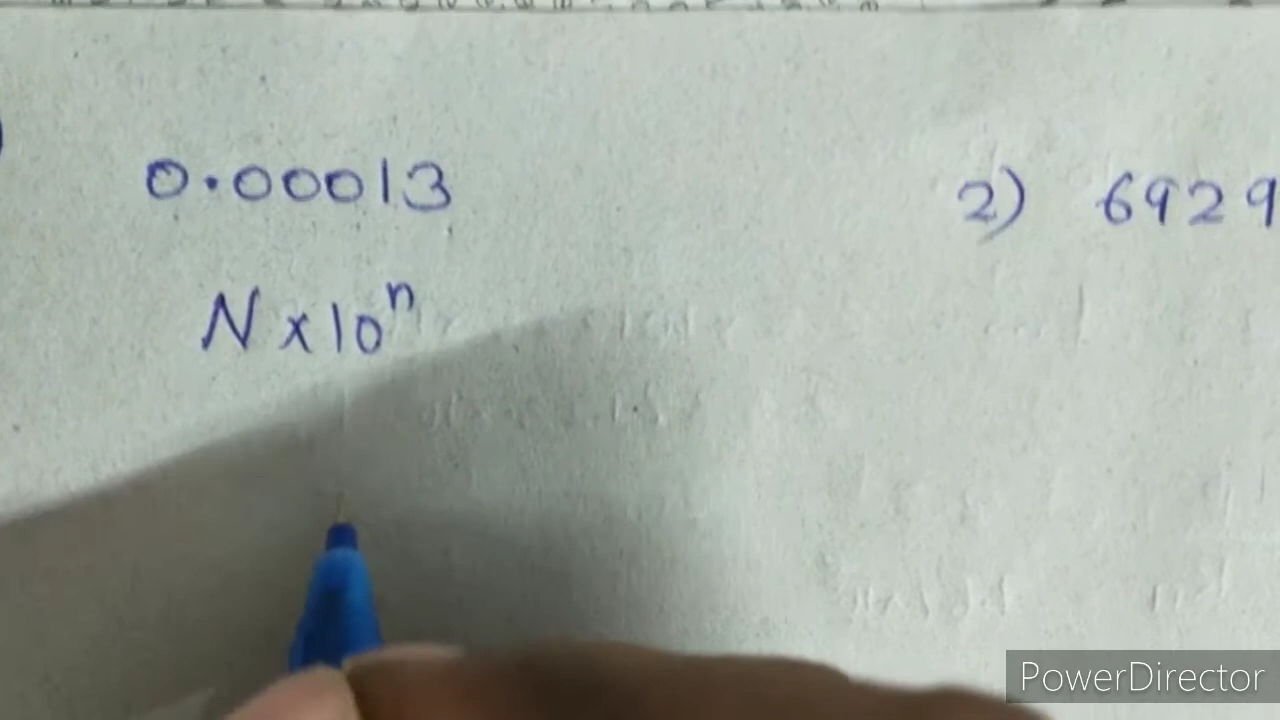 0.00013
2) 6929
N x 10ⁿ
PowerDirector